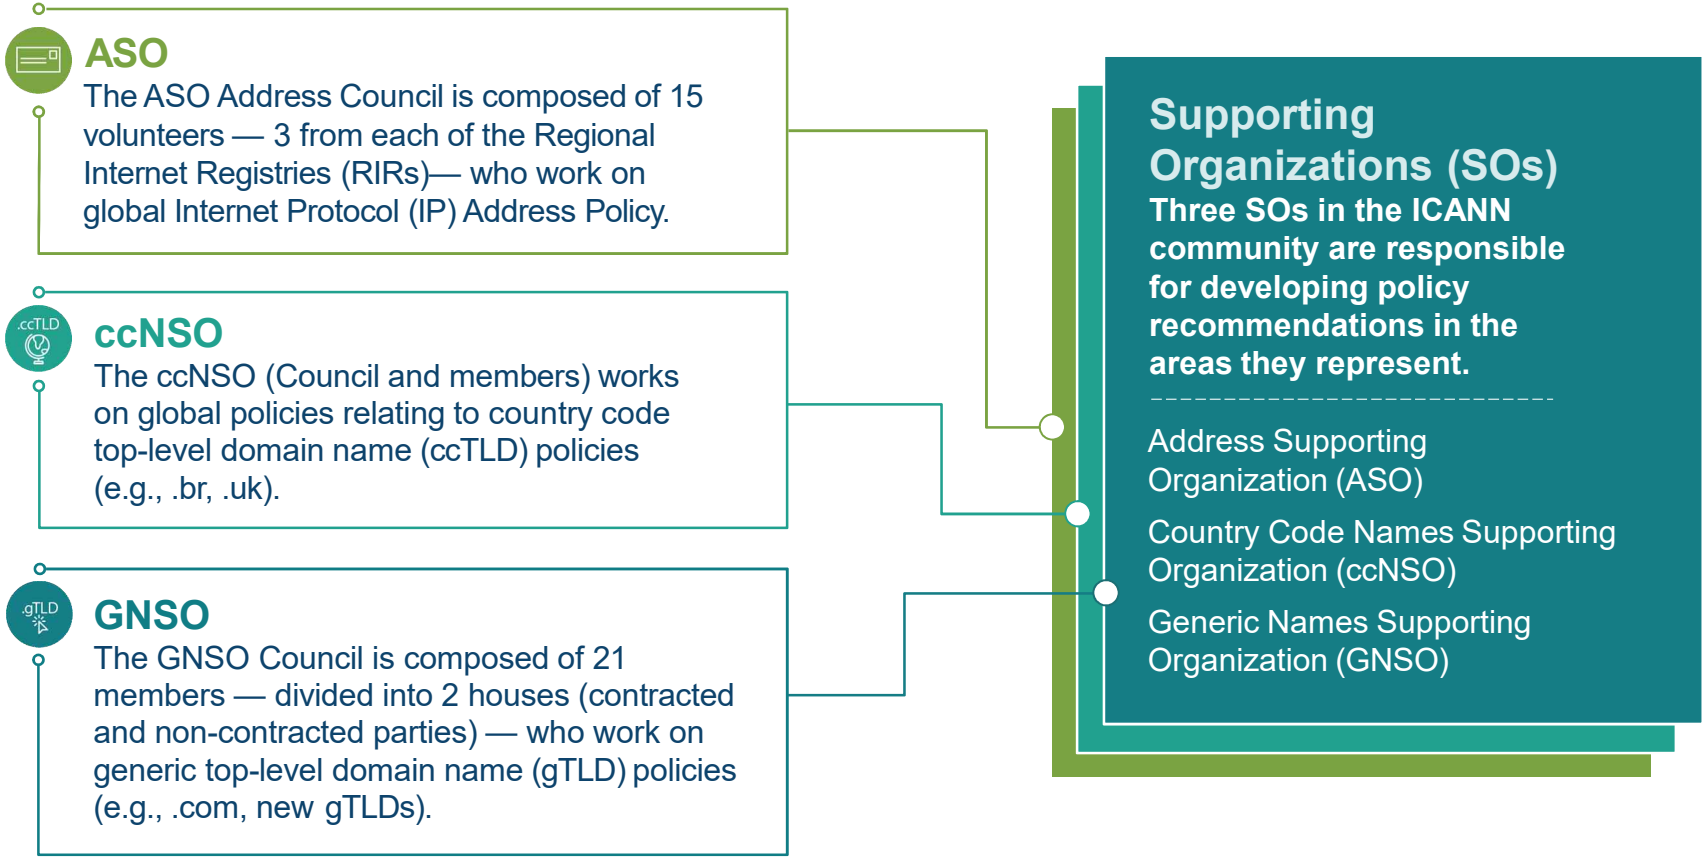 ASO
The ASO Address Council is composed of 15
volunteers — 3 from each of the Regional
Internet Registries (RIRs)— who work on
global Internet Protocol (IP) Address Policy.
.ccTLD
ccNSO
The ccNSO (Council and members) works
on global policies relating to country code
top-level domain name (ccTLD) policies
(e.g., .br, .uk).
.gTLD
GNSO
The GNSO Council is composed of 21
members — divided into 2 houses (contracted
and non-contracted parties) — who work on
generic top-level domain name (gTLD) policies
(e.g., .com, new gTLDs).
Supporting
Organizations (SOs)
Three SOs in the ICANN
community are responsible
for developing policy
recommendations in the
areas they represent.
Address Supporting
Organization (ASO)
Country Code Names Supporting
Organization (ccNSO)
Generic Names Supporting
Organization (GNSO)